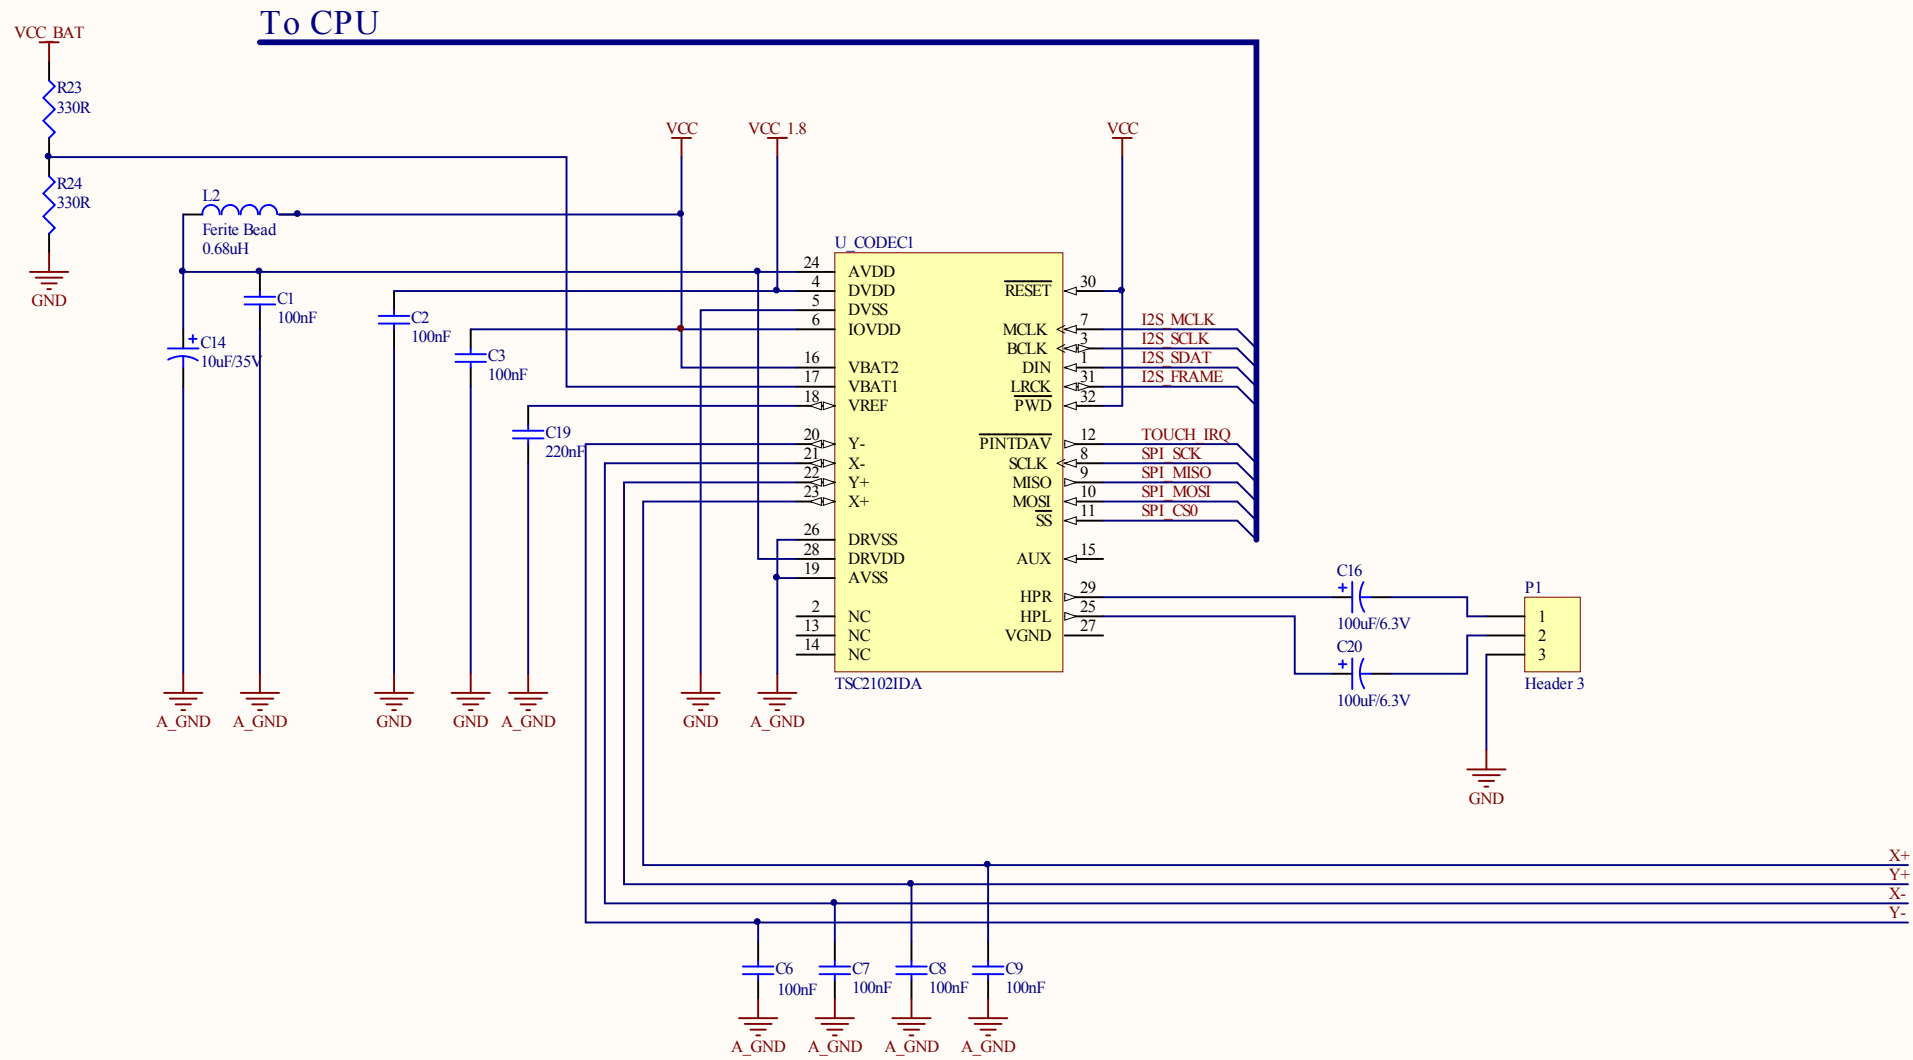 To CPU
VCC_BAT
R23
330R
R24
330R
GND
L2
Ferite Bead
0.68uH
VCC
VCC_1.8
VCC
C14
10uF/35V
C1
100nF
C2
100nF
C3
100nF
C19
220nF
A_GND
A_GND
GND
GND
A_GND
GND
A_GND
U_CODEC1
24 AVDD
4 DVDD
5 DVSS
6 IOVDD
16 VBAT2
17 VBAT1
18 VREF
20 Y-
21 X-
22 Y+
23 X+
26 DRVSS
28 DRVDD
19 AVSS
2 NC
13 NC
14 NC
RESET 30
MCLK 7 I2S_MCLK
BCLK 3 I2S_SCLK
DIN 1 I2S_SDAT
LRCK 31 I2S_FRAME
PWD 32
PINTDAV 12 TOUCH_IRQ
SCLK 8 SPI_SCK
MISO 9 SPI_MISO
MOSI 10 SPI_MOSI
SS 11 SPI_CS0
AUX 15
HPR 29
HPL 25
VGND 27
TSC2102IDA
C16
+
100uF/6.3V
C20
+
100uF/6.3V
P1
1
2
3
Header 3
GND
X+
Y+
X-
Y-
C6
100nF
C7
100nF
C8
100nF
C9
100nF
A_GND
A_GND
A_GND
A_GND